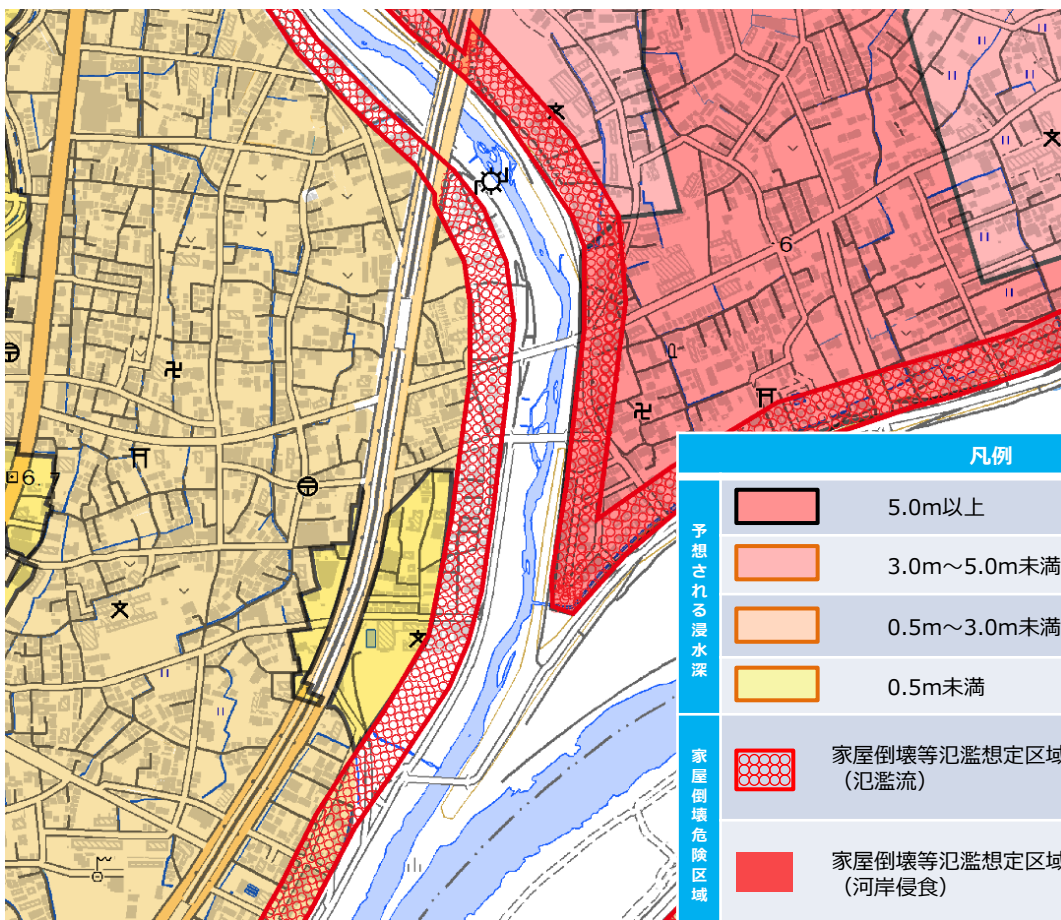 6
6.7
凡例
予想される浸水深
5.0m以上
3.0m～5.0m未満
0.5m～3.0m未満
0.5m未満
家屋倒壊危険区域
家屋倒壊等氾濫想定区域
（氾濫流）
家屋倒壊等氾濫想定区域
（河岸侵食）